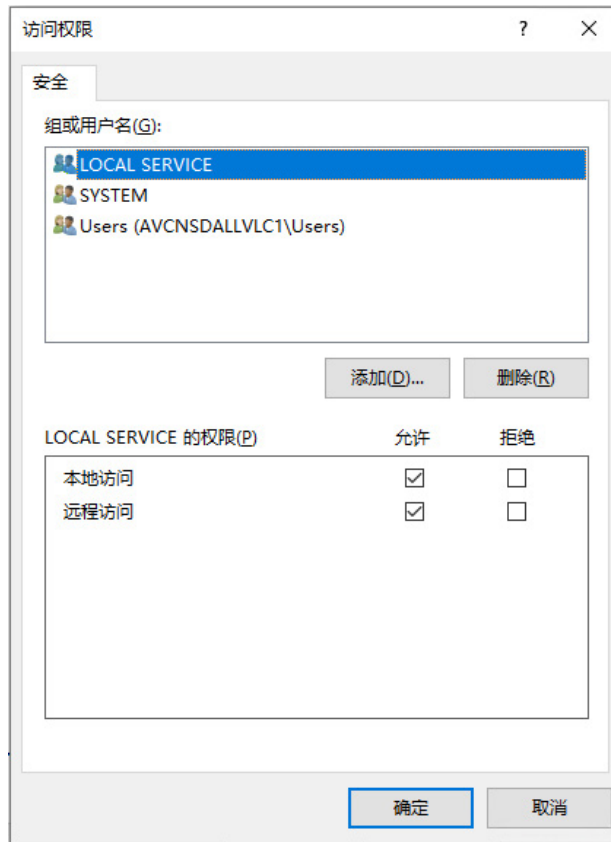 访问权限 ?
安全
组或用户名(G):
LOCAL SERVICE
SYSTEM
Users (AVCNSDALLVLC1\Users)
添加(D)... 删除(R)
LOCAL SERVICE 的权限(P) 允许 拒绝
本地访问
远程访问
确定 取消